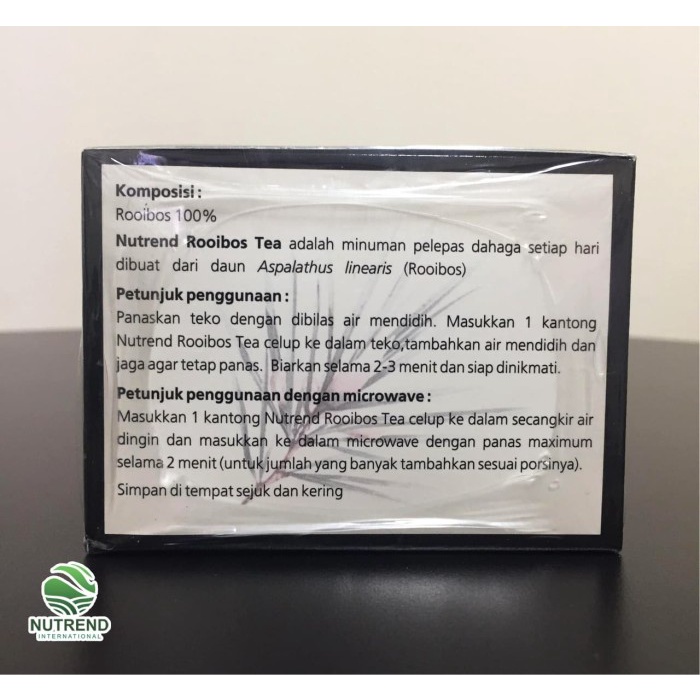 Komposisi :
Rooibos 100%
Nutrend Rooibos Tea adalah minuman pelepas dahaga setiap hari
dibuat dari daun Aspalathus linearis (Rooibos)
Petunjuk penggunaan :
Panaskan teko dengan dibilas air mendidih. Masukkan 1 kantong
Nutrend Rooibos Tea celup ke dalam teko,tambahkan air mendidih dan
jaga agar tetap panas. Biarkan selama 2-3 menit dan siap dinikmati.
Petunjuk penggunaan dengan microwave :
Masukkan 1 kantong Nutrend Rooibos Tea celup ke dalam secangkir air
dingin dan masukkan ke dalam microwave dengan panas maximum
selama 2 menit (untuk jumlah yang banyak tambahkan sesuai porsinya).
Simpan di tempat sejuk dan kering
NUTREND
INTERNATIONAL